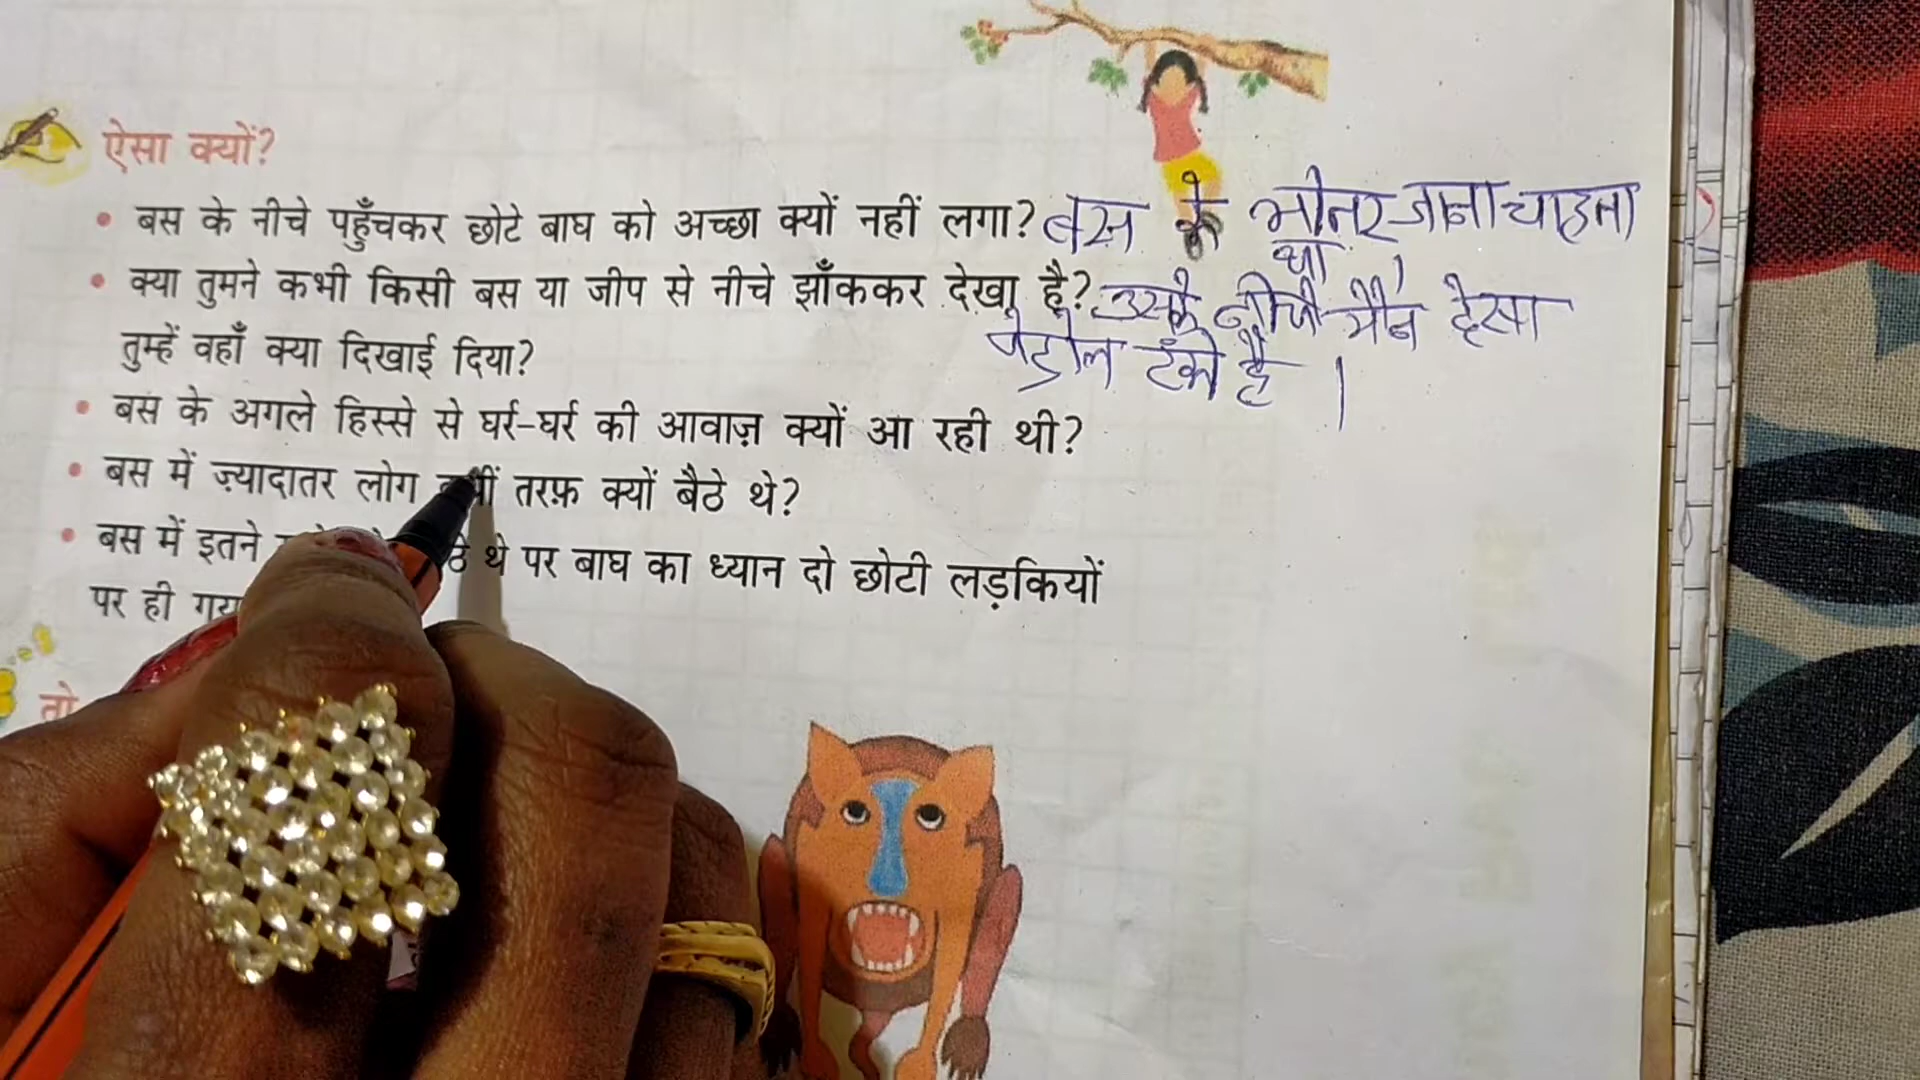 ऐसा क्यों?
• बस के नीचे पहुँचकर छोटे बाघ को अच्छा क्यों नहीं लगा? बस के भीतर जाना चाहता
था
• क्या तुमने कभी किसी बस या जीप से नीचे झाँककर देखा है? उसके नीचे मैने देखा
तुम्हें वहाँ क्या दिखाई दिया? पेट्रोल टंकी है ।
• बस के अगले हिस्से से घर्र-घर्र की आवाज़ क्यों आ रही थी?
• बस में ज़्यादातर लोग तरफ़ क्यों बैठे थे?
• बस में इतने थे पर बाघ का ध्यान दो छोटी लड़कियों
पर ही
तो